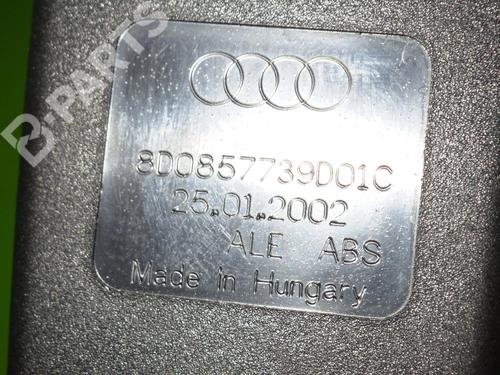 B-PARTS
8D0857739D01C
25.01.2002
ALE ABS
Made in Hungary